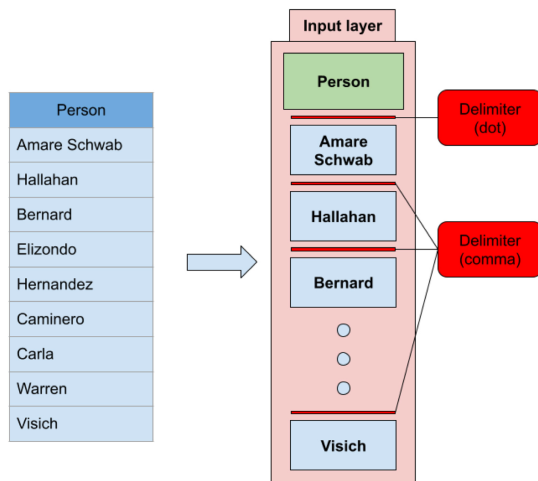 Person
Amare Schwab
Hallahan
Bernard
Elizondo
Hernandez
Caminero
Carla
Warren
Visich
Input layer
Person
Amare
Schwab
Hallahan
Bernard
Visich
Delimiter
(dot)
Delimiter
(comma)